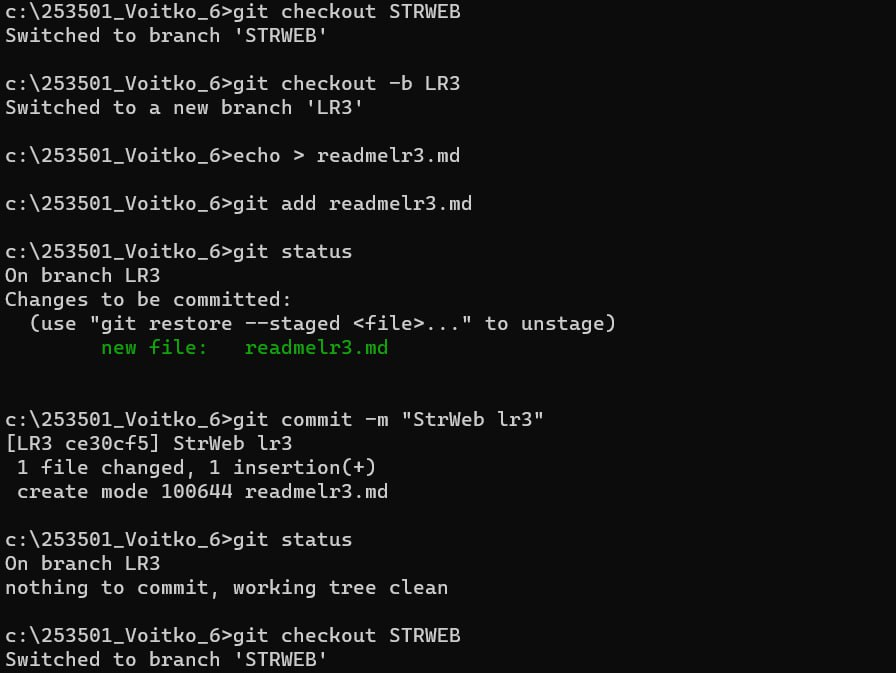 c:\253501_Voitko_6>git checkout STRWEB
Switched to branch 'STRWEB'
c:\253501_Voitko_6>git checkout -b LR3
Switched to a new branch 'LR3'
c:\253501_Voitko_6>echo > readmelr3.md
c:\253501_Voitko_6>git add readmelr3.md
c:\253501_Voitko_6>git status
On branch LR3
Changes to be committed:
  (use "git restore --staged <file>..." to unstage)
        new file:   readmelr3.md
c:\253501_Voitko_6>git commit -m "StrWeb lr3"
[LR3 ce30cf5] StrWeb lr3
 1 file changed, 1 insertion(+)
 create mode 100644 readmelr3.md
c:\253501_Voitko_6>git status
On branch LR3
nothing to commit, working tree clean
c:\253501_Voitko_6>git checkout STRWEB
Switched to branch 'STRWEB'